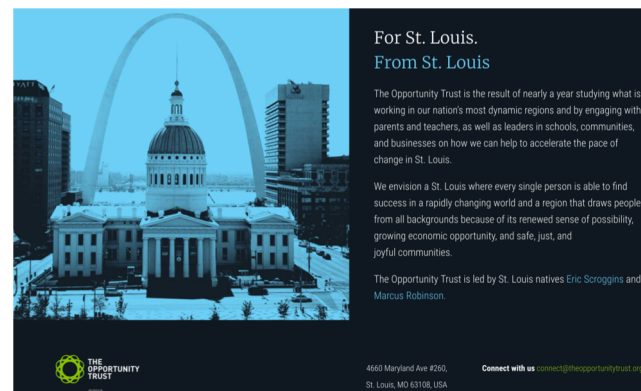 HYATT
For St. Louis.
From St. Louis
The Opportunity Trust is the result of nearly a year studying what is
working in our nation's most dynamic regions and by engaging with
parents and teachers, as well as leaders in schools, communities,
and businesses on how we can help to accelerate the pace of
change in St. Louis.
We envision a St. Louis where every single person is able to find
success in a rapidly changing world and a region that draws people
from all backgrounds because of its renewed sense of possibility,
growing economic opportunity, and safe, just, and
joyful communities.
The Opportunity Trust is led by St. Louis natives Eric Scroggins and
Marcus Robinson.
THE
OPPORTUNITY
TRUST
4660 Maryland Ave #260,
St. Louis, MO 63108, USA
Connect with us connect@theopportunitytrust.or